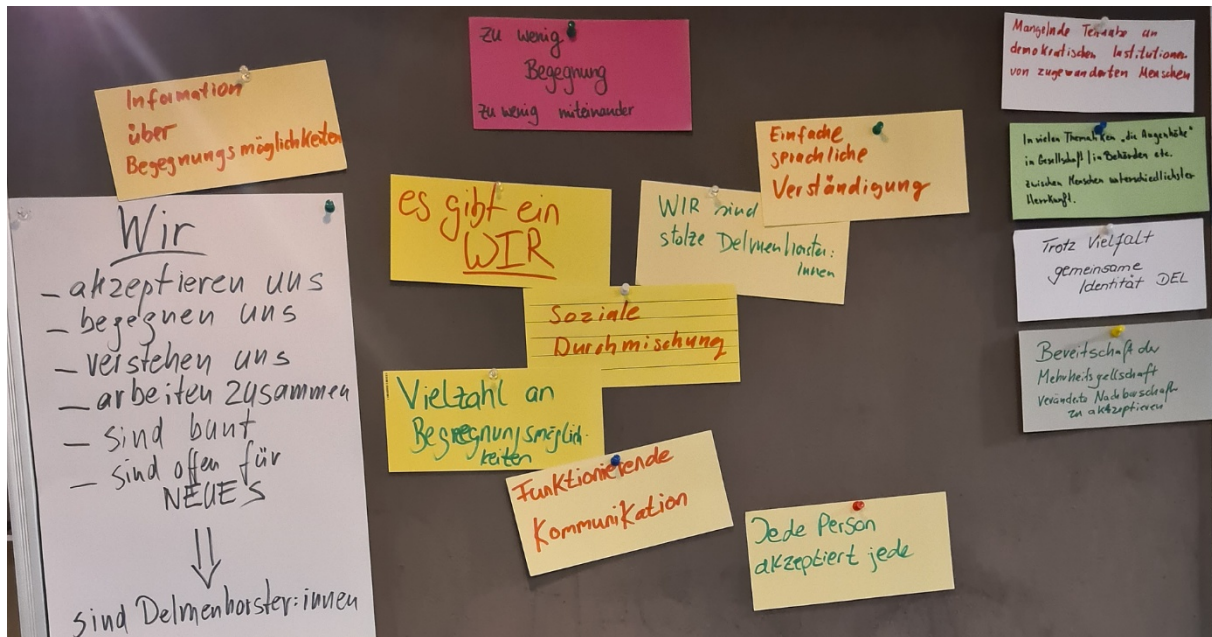 Information
über
Begegnungsmöglichkeiten
Wir
– akzeptieren uns
– begegnen uns
– verstehen uns
– arbeiten zusammen
– sind bunt
– sind offen für
NEUES
⇓
sind Delmenhorster:innen
Zu wenig
Begegnung
zu wenig miteinander
es gibt ein
WIR
WIR sind
stolze Delmenhorster:
innen
Einfache
sprachliche
Verständigung
Soziale
Durchmischung
Vielzahl an
Begegnungsmöglich-
keiten
Funktionierende
Kommunikation
Jede Person
akzeptiert jede
Mangelnde an
demokratischen Institutionen
von zugewanderten Menschen
In vielen Thematiken „die Augenhöhe"
in Gesellschaft / in Behörden etc.
zwischen Menschen unterschiedlichster
Herkunft.
Trotz Vielfalt
gemeinsame
Identität DEL
Bereitschaft der
Mehrheitsgesellschaft
veränderte Nachbarschaft
zu akzeptieren